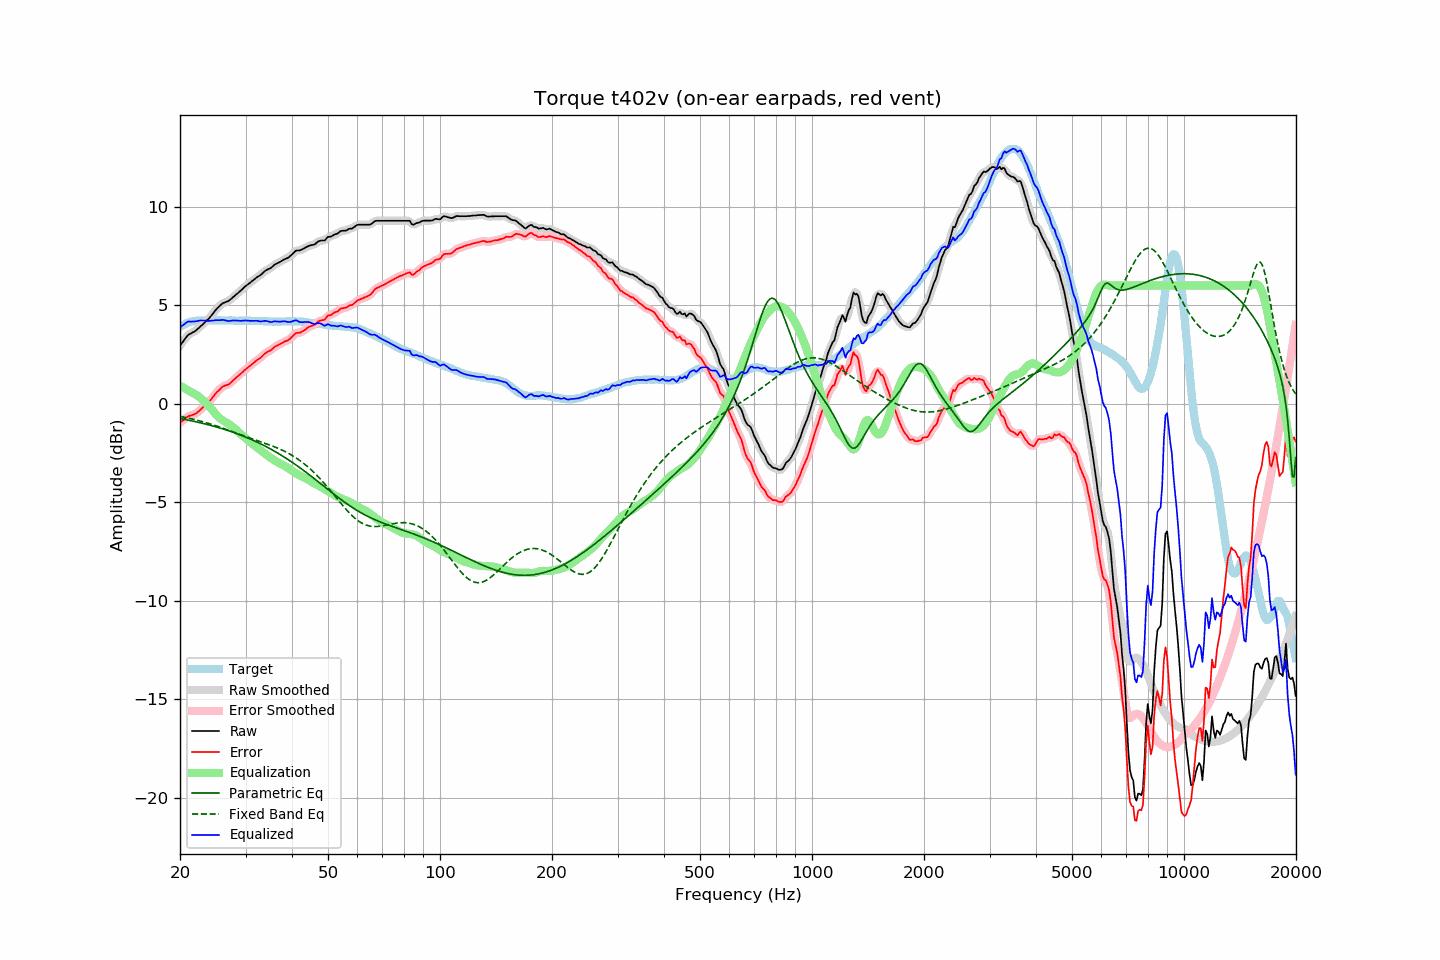 Torque t402v (on-ear earpads, red vent)
Amplitude (dBr)
10
5
0
−5
−10
−15
−20
Target
Raw Smoothed
Error Smoothed
Raw
Error
Equalization
Parametric Eq
Fixed Band Eq
Equalized
20 50 100 200 500 1000 2000 5000 10000 20000
Frequency (Hz)